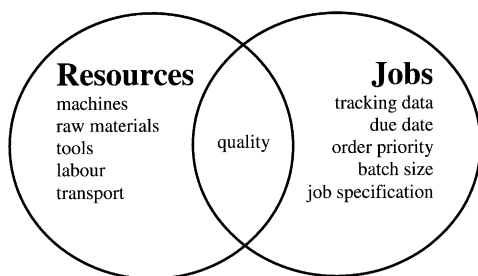 Resources
machines
raw materials
tools
labour
transport
quality
Jobs
tracking data
due date
order priority
batch size
job specification